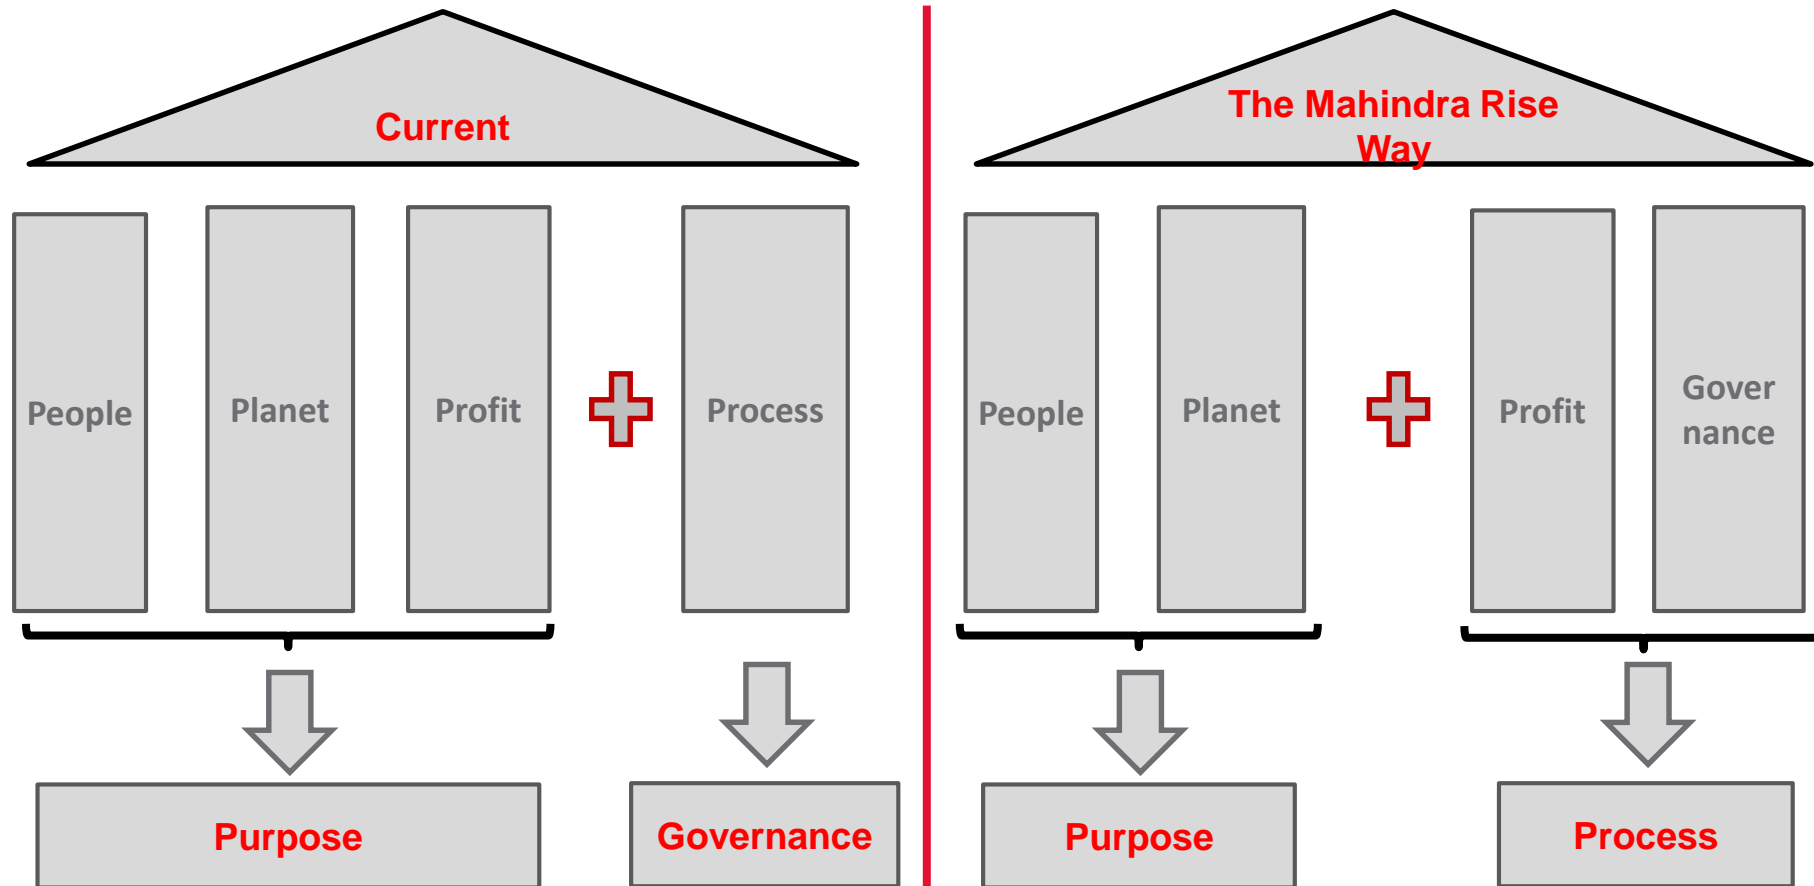 Current
People
Planet
Profit
Process
Purpose
Governance
The Mahindra Rise
Way
People
Planet
Profit
Gover
nance
Purpose
Process